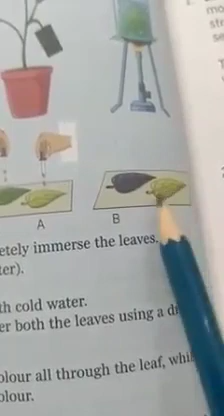 mo
A
B
etely immerse the leaves.
ter).
th cold water.
er both the leaves using a
olour all through the leaf, whi
olour.